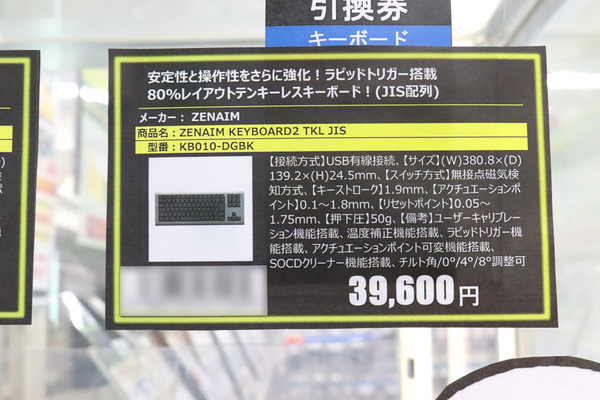 引換券
キーボード
安定性と操作性をさらに強化！ラピッドトリガー搭載
80%レイアウトテンキーレスキーボード！(JIS配列)
メーカー： ZENAIM
商品名：ZENAIM KEYBOARD2 TKL JIS
型番：KB010-DGBK
【接続方式】USB有線接続、【サイズ】(W)380.8×(D)
139.2×(H)24.5mm、【スイッチ方式】無接点磁気検
知方式、【キーストローク】1.9mm、【アクチュエーションポ
イント】0.1～1.8mm、【リセットポイント】0.05～
1.75mm、【押下圧】50g、【備考】ユーザーキャリブレー
ション機能搭載、温度補正機能搭載、ラピッドトリガー機
能搭載、アクチュエーションポイント可変機能搭載、
SOCDクリーナー機能搭載、チルト角/0°/4°/8°調整可
39,600円